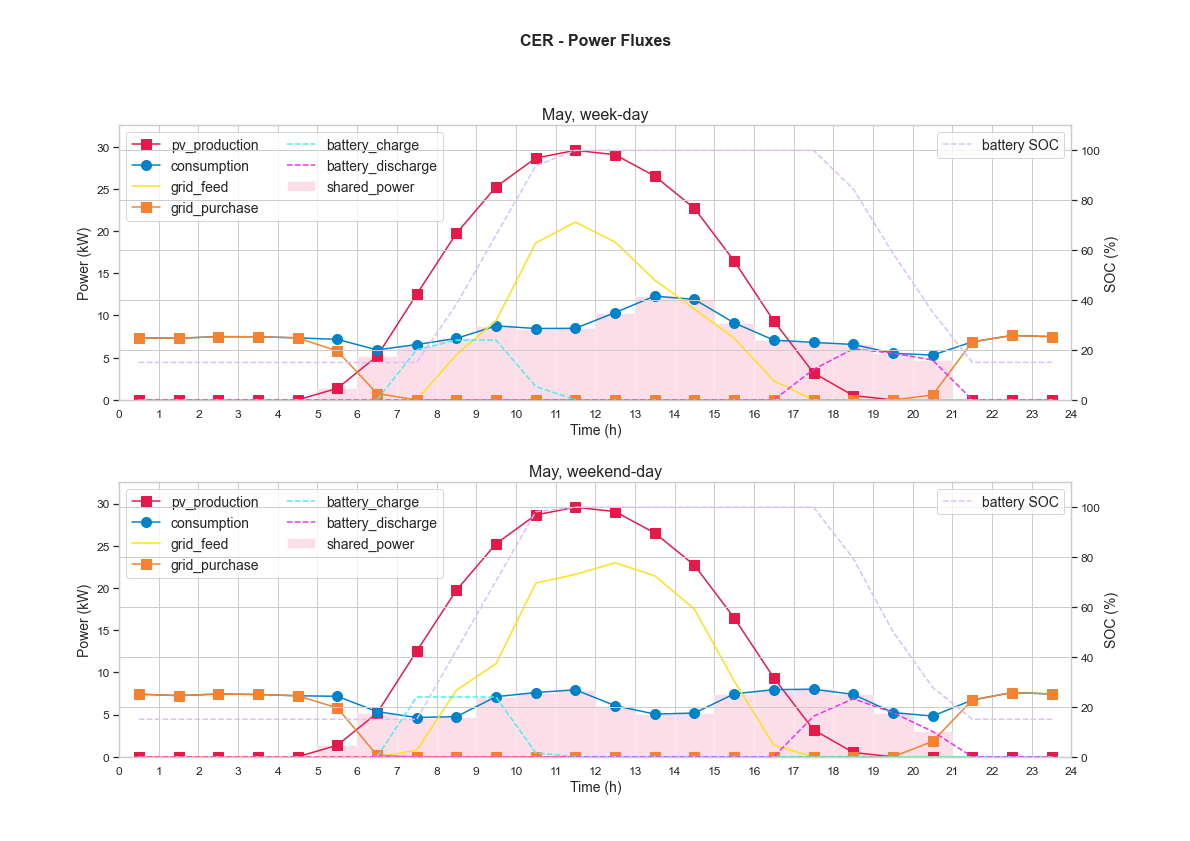 CER - Power Fluxes
May, week-day
pv_production
consumption
grid_feed
grid_purchase
battery_charge
battery_discharge
shared_power
battery SOC
Power (kW)
30
25
20
15
10
5
0
SOC (%)
100
80
60
40
20
0
0 1 2 3 4 5 6 7 8 9 10 11 12 13 14 15 16 17 18 19 20 21 22 23 24
Time (h)
May, weekend-day
pv_production
consumption
grid_feed
grid_purchase
battery_charge
battery_discharge
shared_power
battery SOC
Power (kW)
30
25
20
15
10
5
0
SOC (%)
100
80
60
40
20
0
0 1 2 3 4 5 6 7 8 9 10 11 12 13 14 15 16 17 18 19 20 21 22 23 24
Time (h)